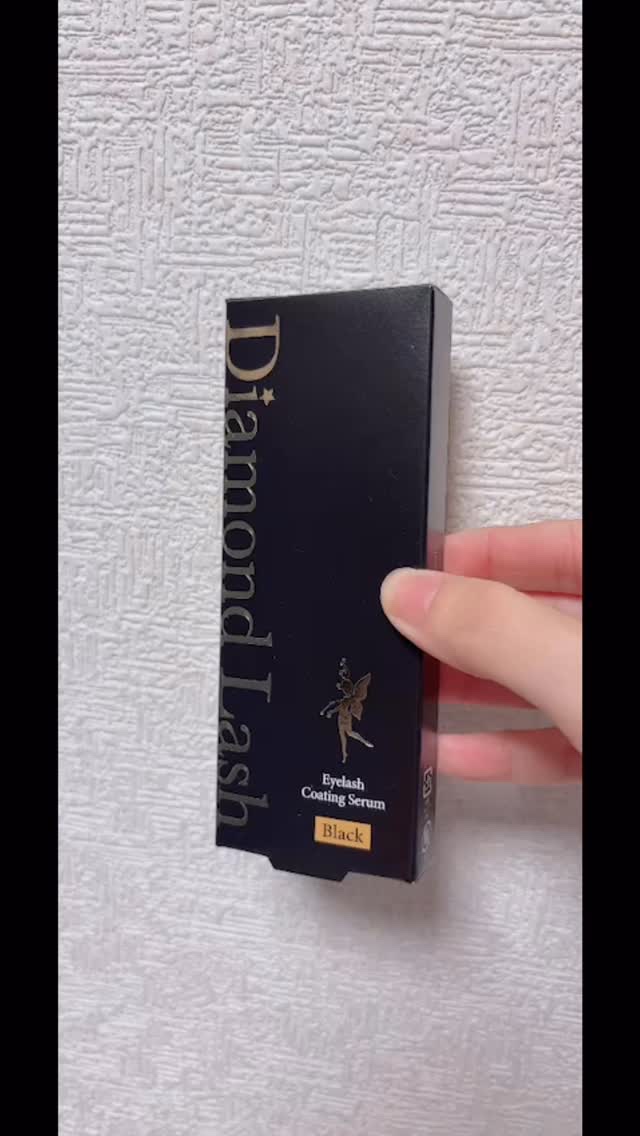 Diamond Lash
Eyelash
Coating Serum
Black